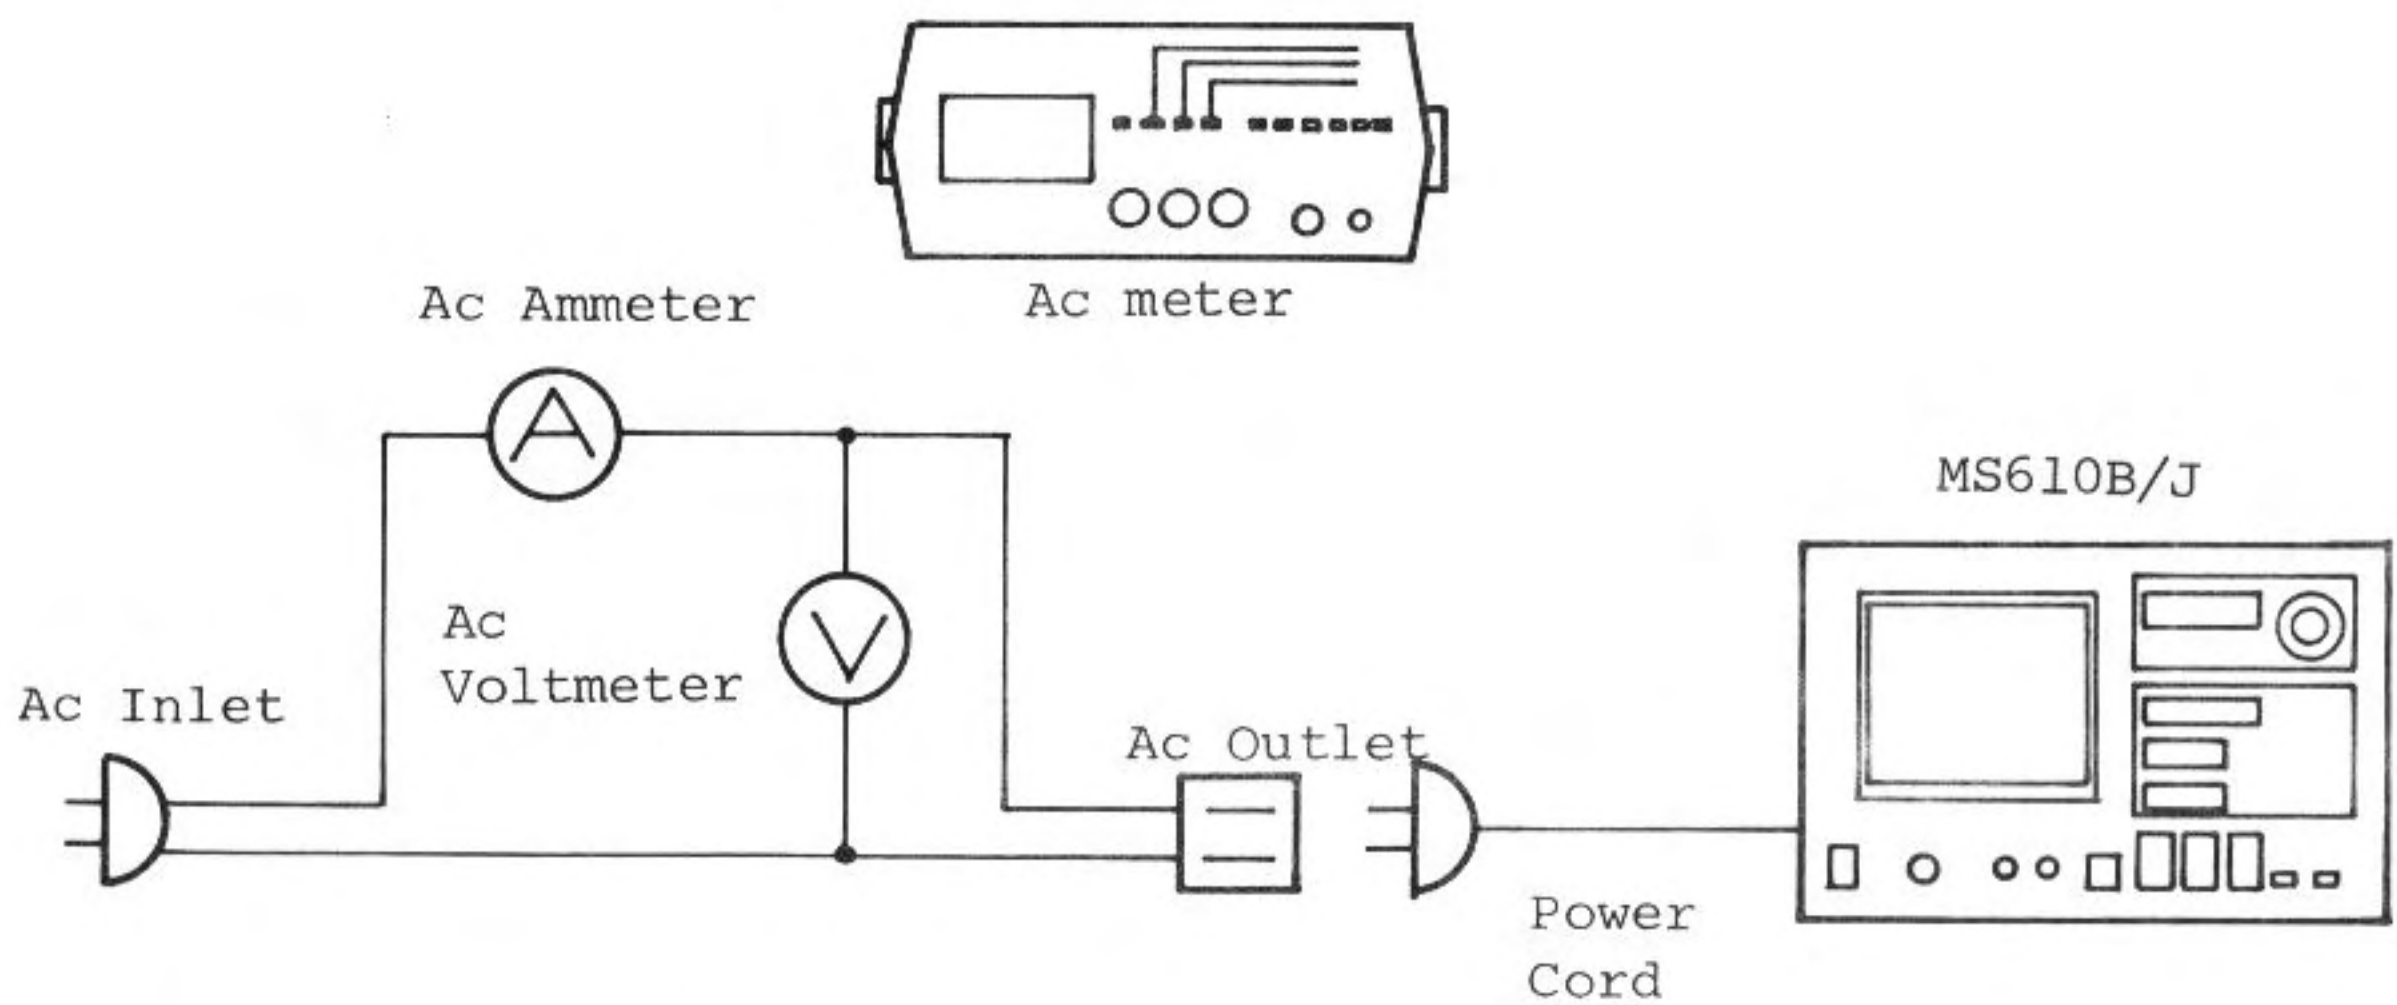 Ac meter
Ac Ammeter
A
MS610B/J
Ac
Voltmeter
V
Ac Inlet
Ac Outlet
Power
Cord